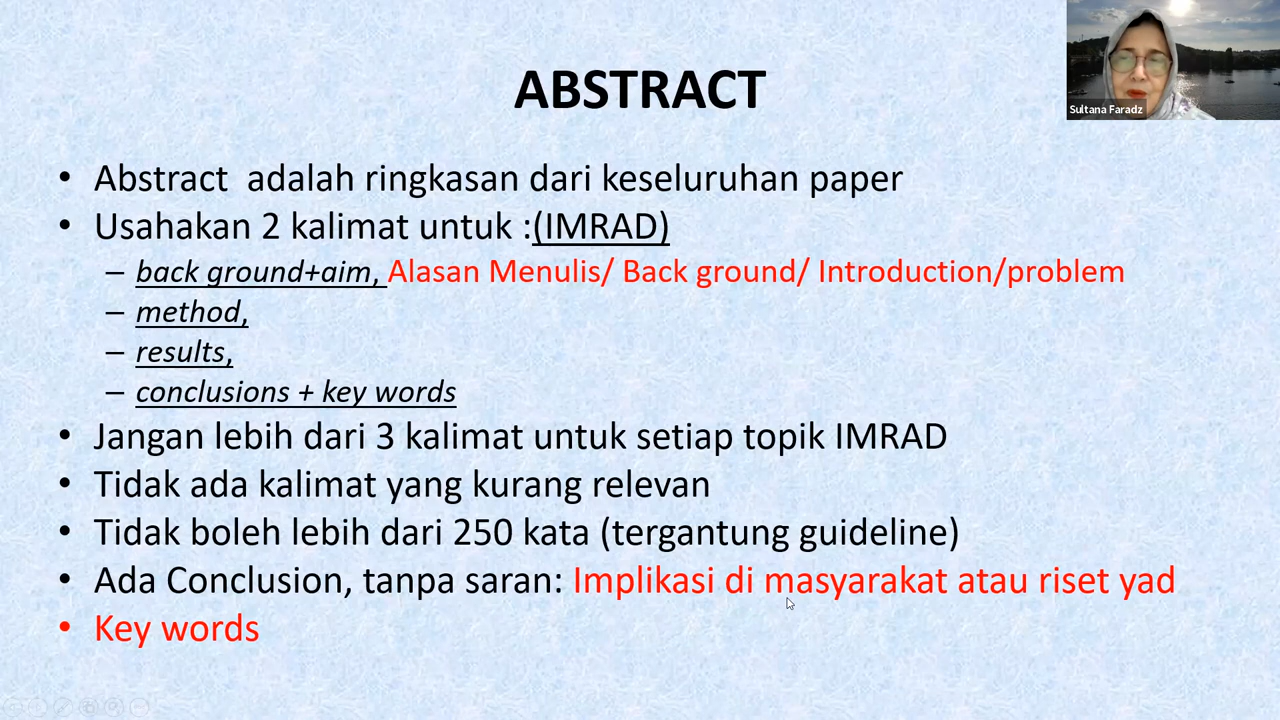 ABSTRACT
Sultana Faradz
• Abstract  adalah ringkasan dari keseluruhan paper
• Usahakan 2 kalimat untuk :(IMRAD)
– back ground+aim, Alasan Menulis/ Back ground/ Introduction/problem
– method,
– results,
– conclusions + key words
• Jangan lebih dari 3 kalimat untuk setiap topik IMRAD
• Tidak ada kalimat yang kurang relevan
• Tidak boleh lebih dari 250 kata (tergantung guideline)
• Ada Conclusion, tanpa saran: Implikasi di masyarakat atau riset yad
• Key words